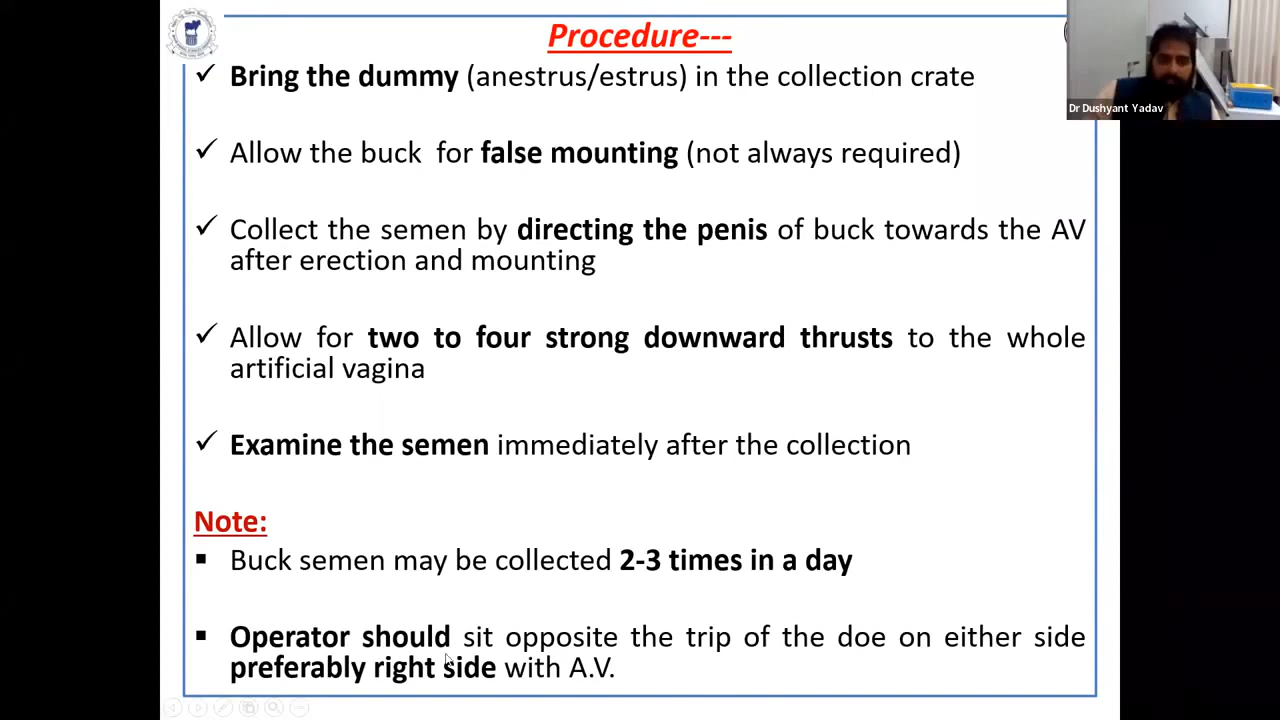 Procedure---
Dr Dushyant Yadav
✓ Bring the dummy (anestrus/estrus) in the collection crate
✓ Allow the buck for false mounting (not always required)
✓ Collect the semen by directing the penis of buck towards the AV
after erection and mounting
✓ Allow for two to four strong downward thrusts to the whole
artificial vagina
✓ Examine the semen immediately after the collection
Note:
▪ Buck semen may be collected 2-3 times in a day
▪ Operator should sit opposite the trip of the doe on either side
preferably right side with A.V.